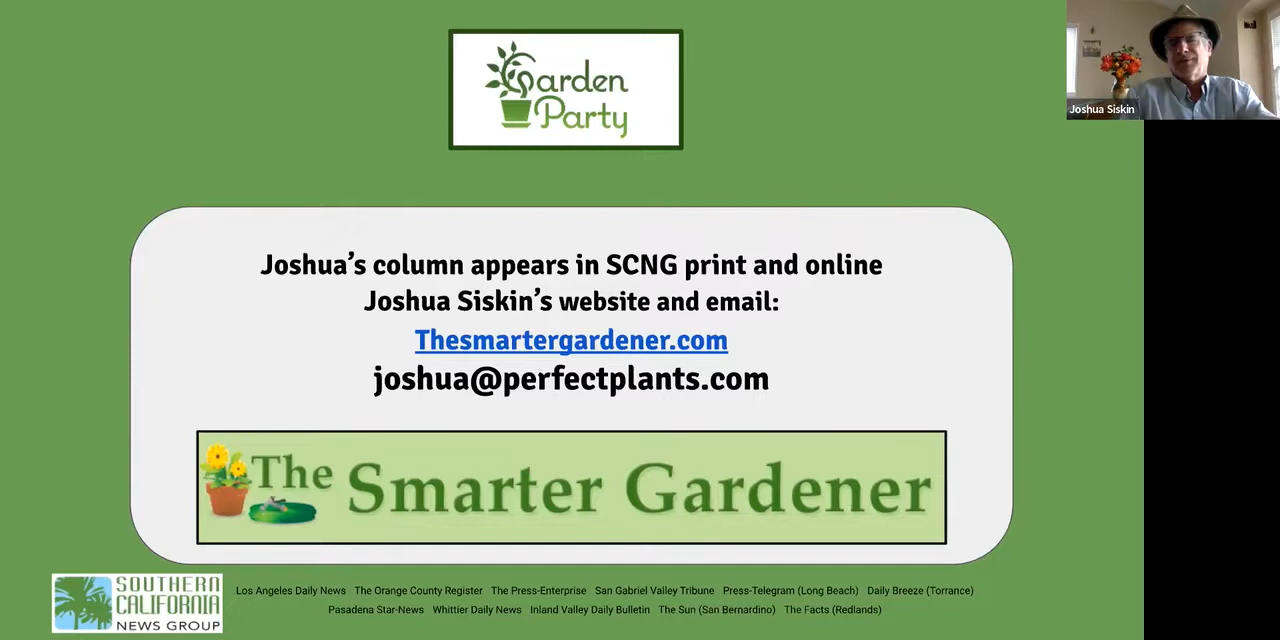 Garden
Party
Joshua Siskin
Joshua’s column appears in SCNG print and online
Joshua Siskin’s website and email:
Thesmartergardener.com
joshua@perfectplants.com
The Smarter Gardener
SOUTHERN
CALIFORNIA
NEWS GROUP
Los Angeles Daily News The Orange County Register The Press-Enterprise San Gabriel Valley Tribune Press-Telegram (Long Beach) Daily Breeze (Torrance)
Pasadena Star-News Whittier Daily News Inland Valley Daily Bulletin The Sun (San Bernardino) The Facts (Redlands)